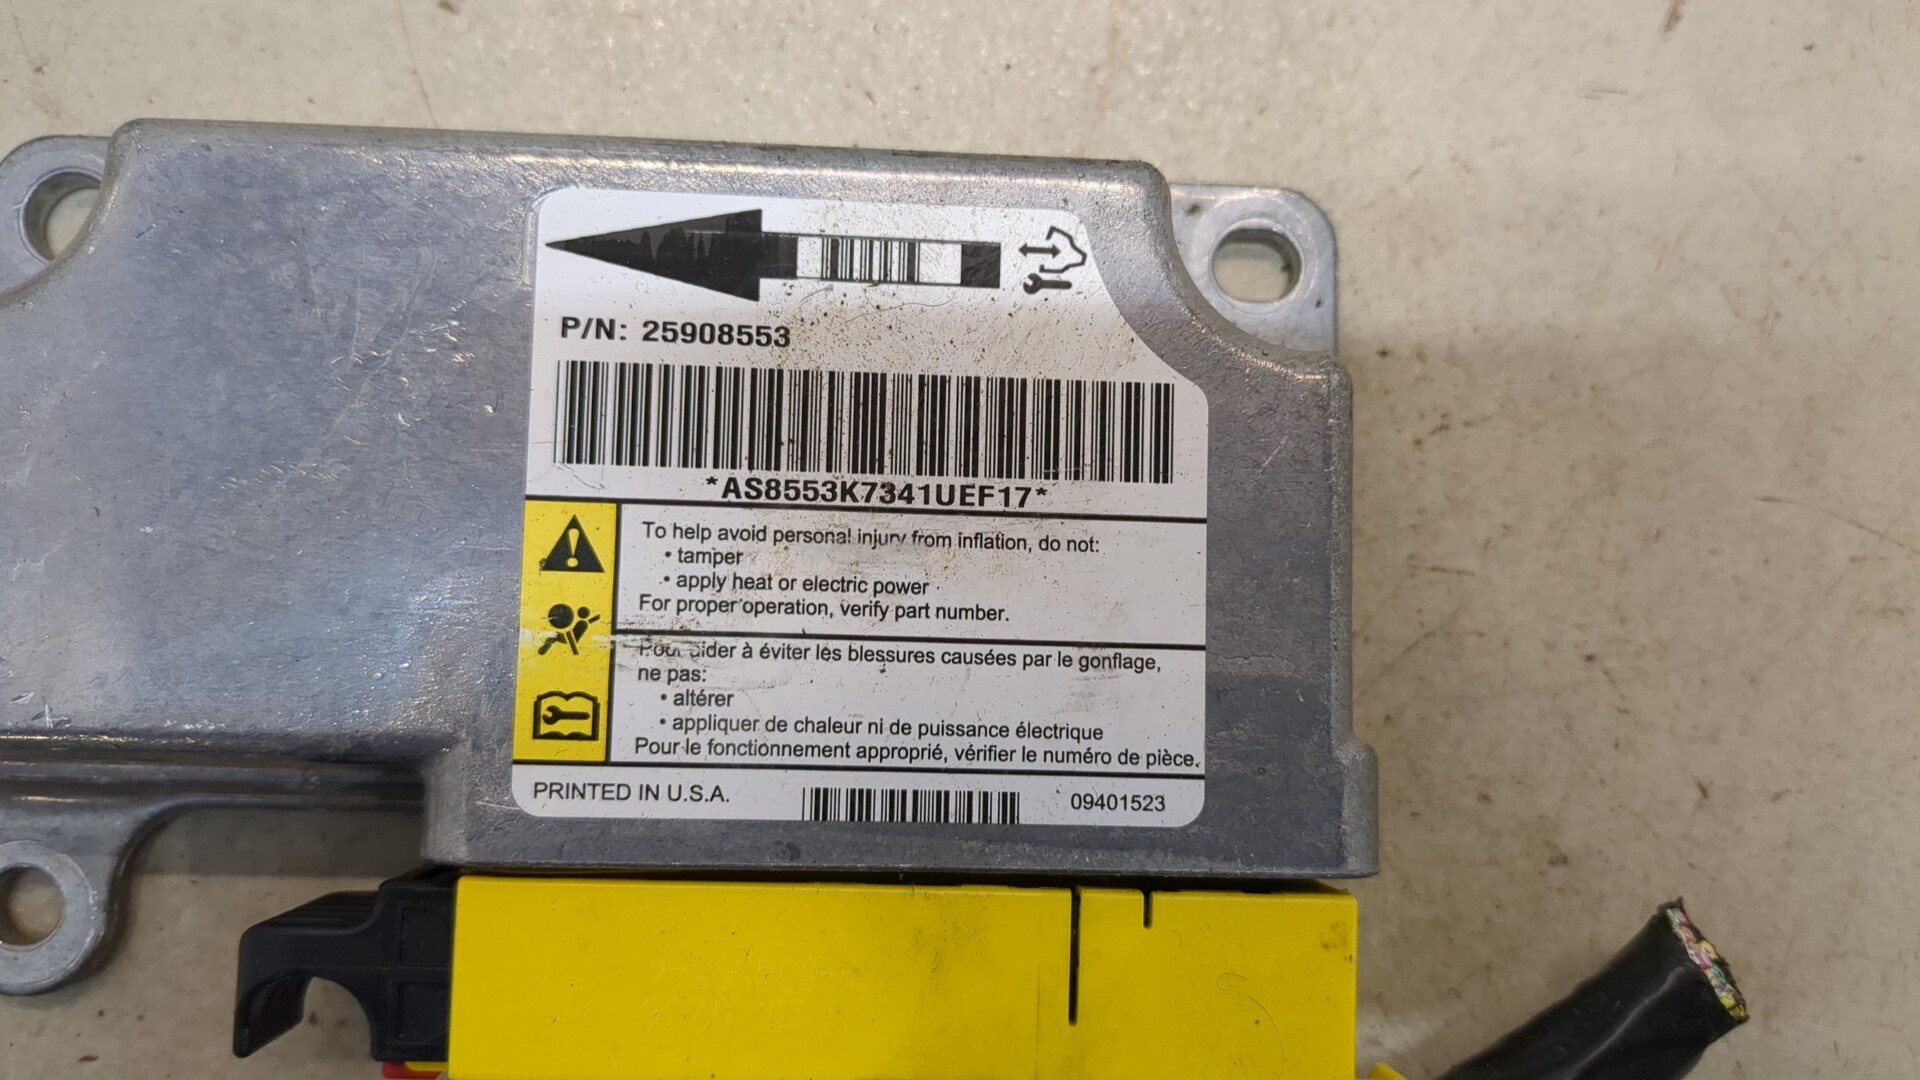 P/N: 25908553
*AS8553K7341UEF17*
To help avoid personal injury from inflation, do not:
• tamper
• apply heat or electric power
For proper operation, verify part number.
Pour aider à éviter les blessures causées par le gonflage,
ne pas:
• altérer
• appliquer de chaleur ni de puissance électrique
Pour le fonctionnement approprié, vérifier le numéro de pièce.
PRINTED IN U.S.A.
09401523